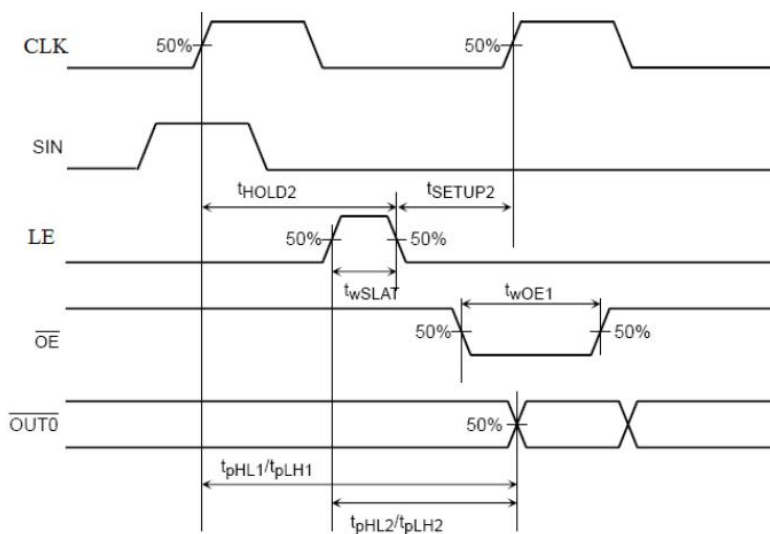 CLK 50% 50%
SIN
tHOLD2 tSETUP2
LE 50% 50%
twSLAT twOE1
OE 50% 50%
OUT0 50%
tpHL1/tpLH1
tpHL2/tpLH2